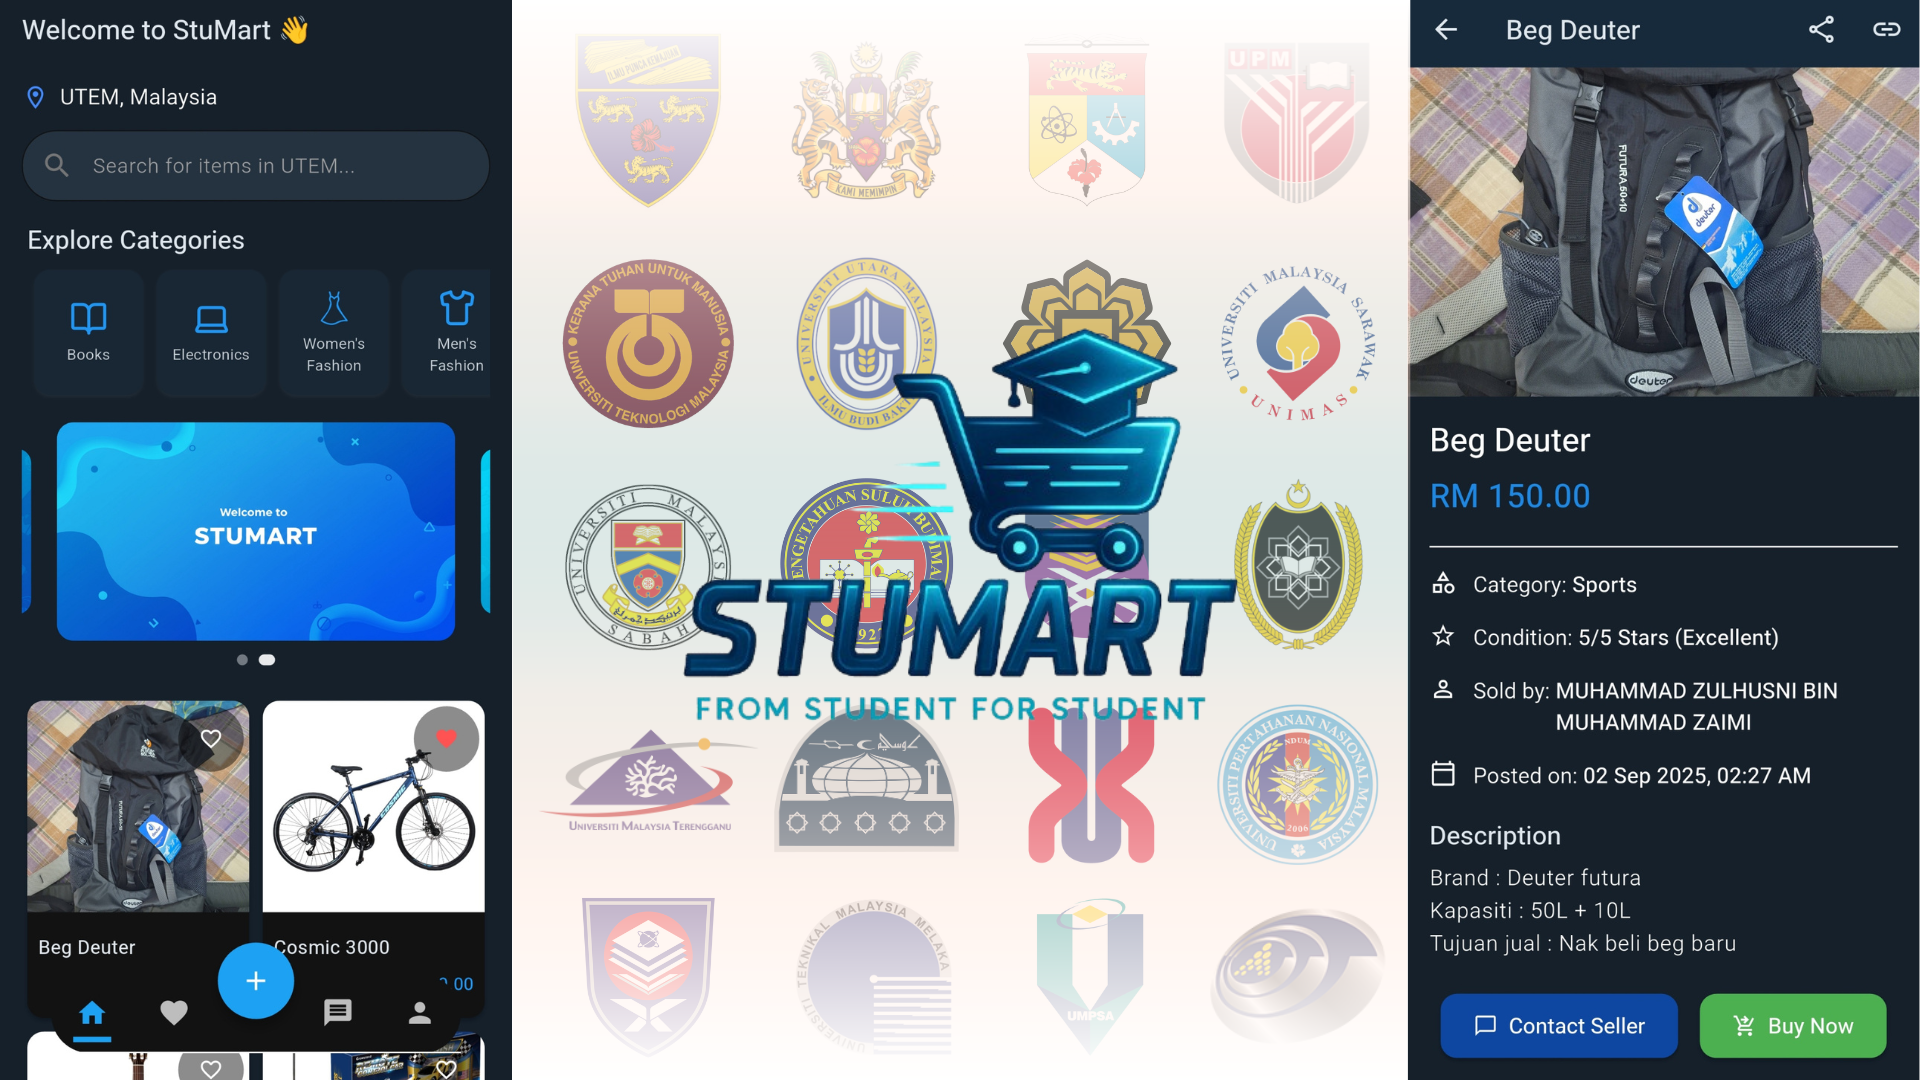 Welcome to StuMart 👋
UTEM, Malaysia
Search for items in UTEM...
Explore Categories
Books
Electronics
Women's
Fashion
Men's
Fashion
Welcome to
STUMART
Beg Deuter
Cosmic 3000
.00
ILMU PUNCA KEMAJUAN
KAMI MEMIMPIN
UPM
KERANA TUHAN UNTUK MANUSIA
UNIVERSITI TEKNOLOGI MALAYSIA
UNIVERSITI UTARA MALAYSIA
ILMU BUDI BAKTI
UNIVERSITI MALAYSIA SARAWAK
UNIMAS
UNIVERSITI MALAYSIA
SABAH
PENGETAHUAN SULUH BUDIMAN
192
STUMART
FROM STUDENT FOR STUDENT
UNIVERSITI MALAYSIA TERENGGANU
UNIVERSITI PERTAHANAN NASIONAL MALAYSIA
NDUM
2006
UNIVERSITI TEKNIKAL MALAYSIA MELAKA
UMPSA
Beg Deuter
FUTURA 50+10
deuter
deuter
Beg Deuter
RM 150.00
Category: Sports
Condition: 5/5 Stars (Excellent)
Sold by: MUHAMMAD ZULHUSNI BIN
MUHAMMAD ZAIMI
Posted on: 02 Sep 2025, 02:27 AM
Description
Brand : Deuter futura
Kapasiti : 50L + 10L
Tujuan jual : Nak beli beg baru
Contact Seller
Buy Now